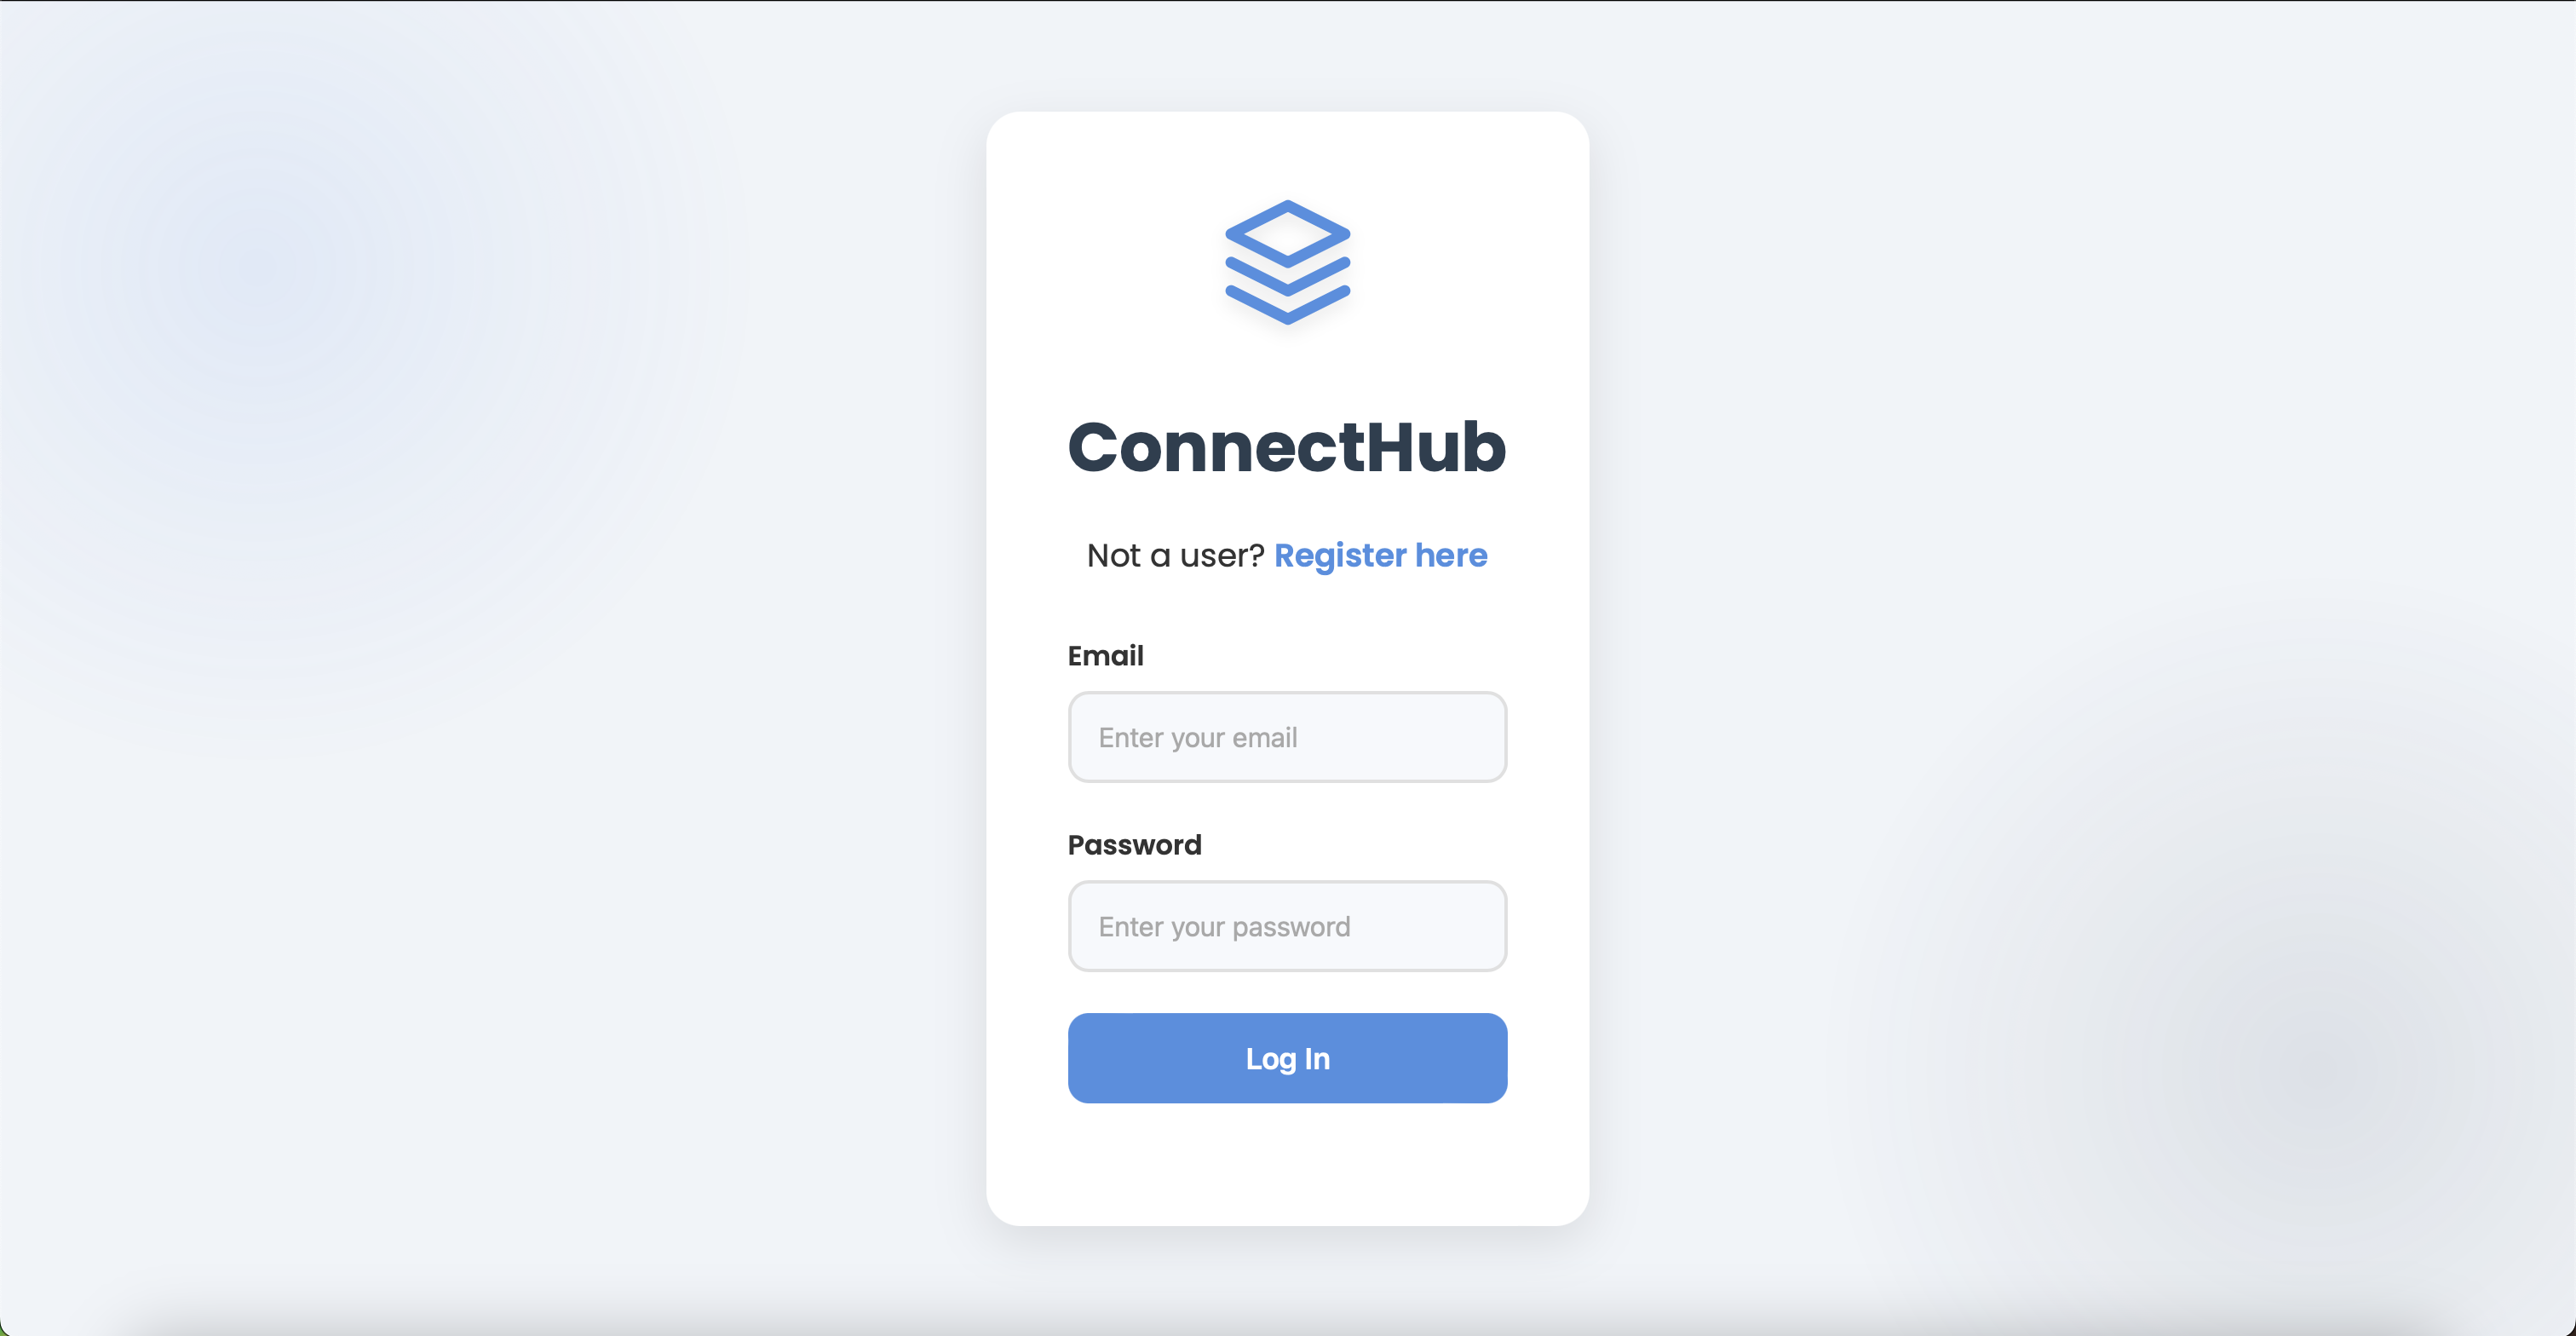 ConnectHub
Not a user? Register here
Email
Enter your email
Password
Enter your password
Log In